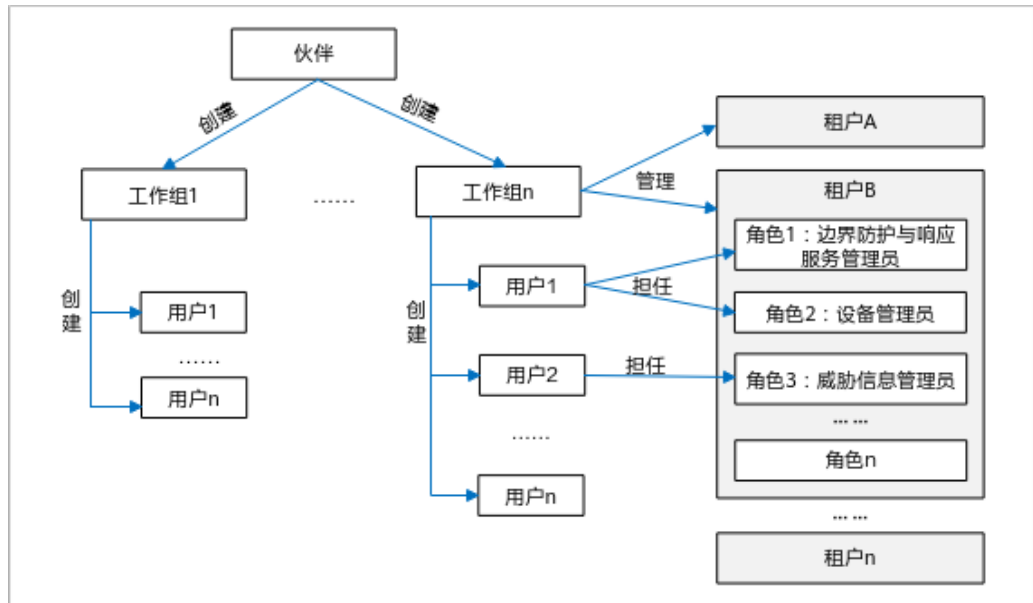 伙伴
创建
创建
租户A
工作组1
……
工作组n
管理
租户B
角色1：边界防护与响应
服务管理员
用户1
担任
角色2：设备管理员
创
建
用户1
创
建
……
用户2
担任
角色3：威胁信息管理员
用户n
… …
……
角色n
用户n
… …
租户n